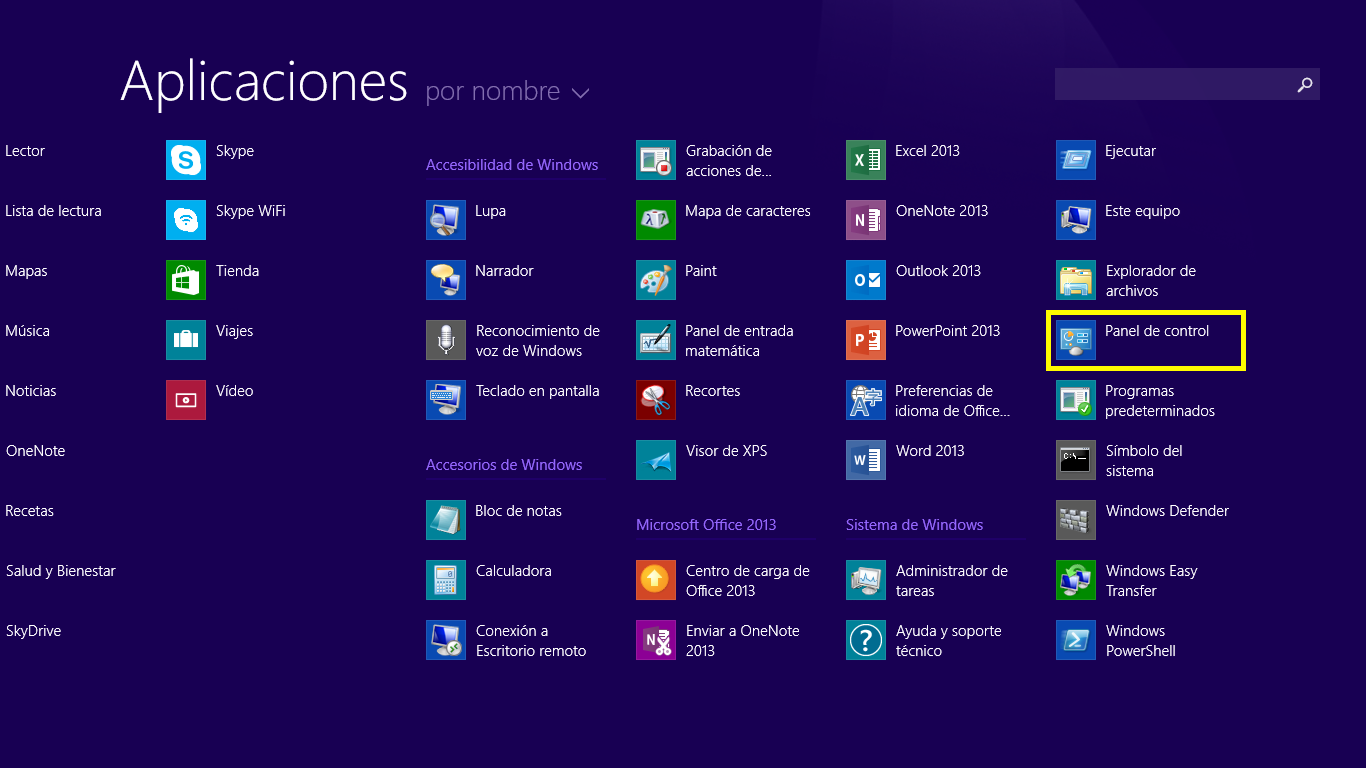 Aplicaciones por nombre
Lector
Lista de lectura
Mapas
Música
Noticias
OneNote
Recetas
Salud y Bienestar
SkyDrive
Skype
Skype WiFi
Tienda
Viajes
Vídeo
Accesibilidad de Windows
Lupa
Narrador
Reconocimiento de
voz de Windows
Teclado en pantalla
Accesorios de Windows
Bloc de notas
Calculadora
Conexión a
Escritorio remoto
Grabación de
acciones de...
Mapa de caracteres
Paint
Panel de entrada
matemática
Recortes
Visor de XPS
Microsoft Office 2013
Centro de carga de
Office 2013
Enviar a OneNote
2013
Excel 2013
OneNote 2013
Outlook 2013
PowerPoint 2013
Preferencias de
idioma de Office...
Word 2013
Sistema de Windows
Administrador de
tareas
Ayuda y soporte
técnico
Ejecutar
Este equipo
Explorador de
archivos
Panel de control
Programas
predeterminados
Símbolo del
sistema
Windows Defender
Windows Easy
Transfer
Windows
PowerShell